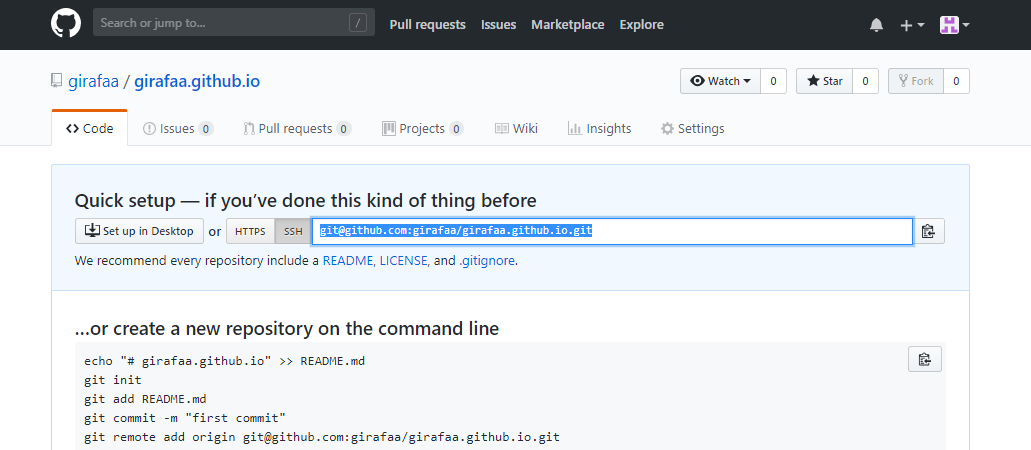 Search or jump to... / Pull requests Issues Marketplace Explore
girafaa / girafaa.github.io Watch 0 Star 0 Fork 0
Code Issues 0 Pull requests 0 Projects 0 Wiki Insights Settings
Quick setup — if you’ve done this kind of thing before
Set up in Desktop or HTTPS SSH git@github.com:girafaa/girafaa.github.io.git
We recommend every repository include a README, LICENSE, and .gitignore.
…or create a new repository on the command line
echo "# girafaa.github.io" >> README.md
git init
git add README.md
git commit -m "first commit"
git remote add origin git@github.com:girafaa/girafaa.github.io.git